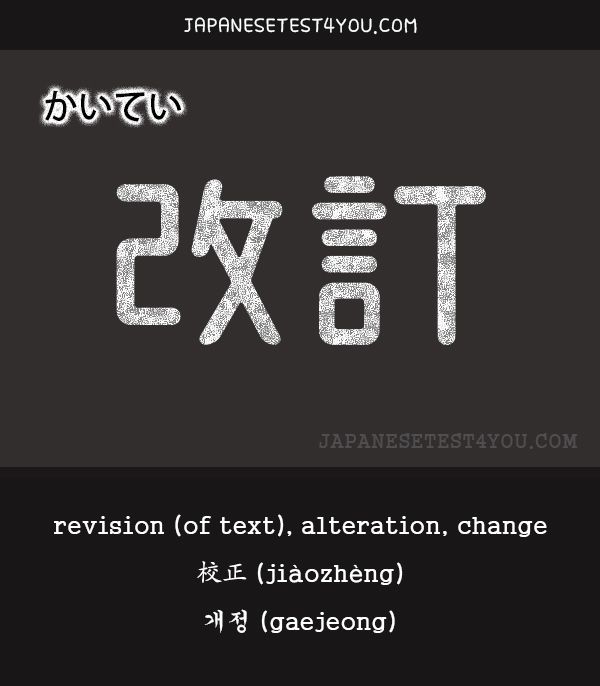 JAPANESETEST4YOU.COM
かいてい
改訂
JAPANESETEST4YOU.COM
revision (of text), alteration, change
校正 (jiàozhèng)
개정 (gaejeong)